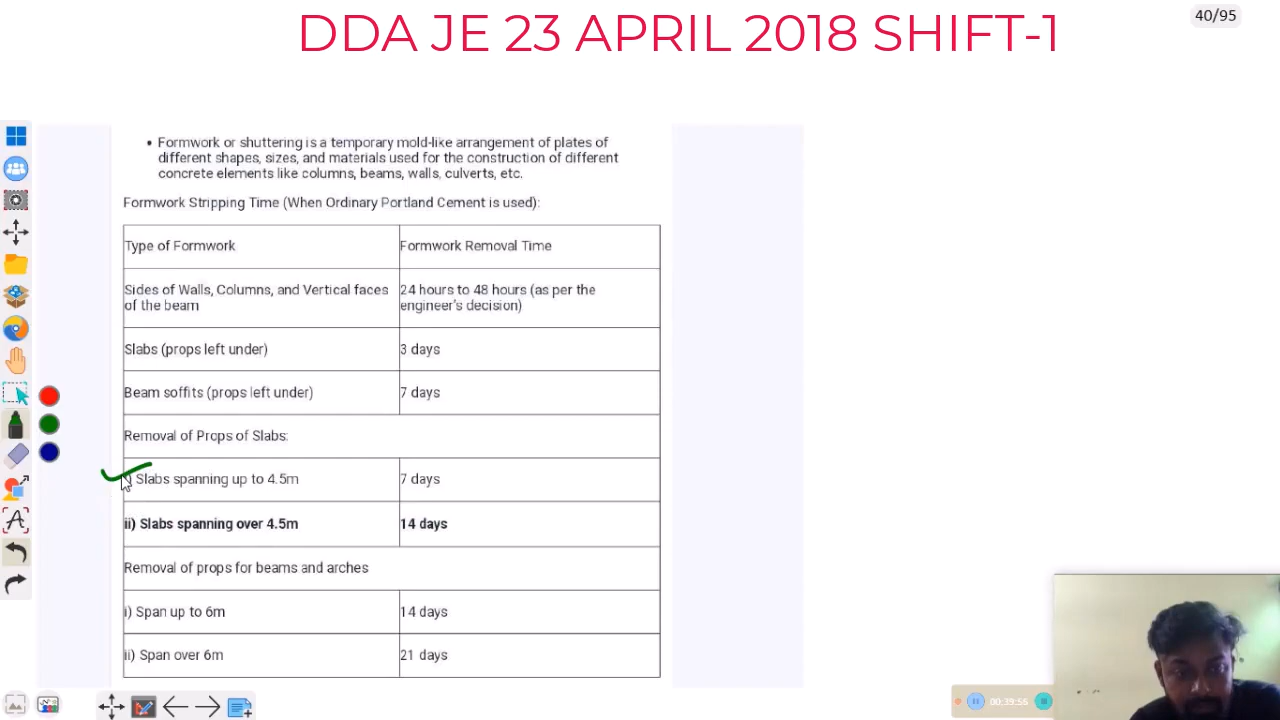 DDA JE 23 APRIL 2018 SHIFT-1
40/95
• Formwork or shuttering is a temporary mold-like arrangement of plates of
different shapes, sizes, and materials used for the construction of different
concrete elements like columns, beams, walls, culverts, etc.
Formwork Stripping Time (When Ordinary Portland Cement is used):
Type of Formwork
Formwork Removal Time
Sides of Walls, Columns, and Vertical faces
of the beam
24 hours to 48 hours (as per the
engineer's decision)
Slabs (props left under)
3 days
Beam soffits (props left under)
7 days
Removal of Props of Slabs:
Slabs spanning up to 4.5m
7 days
ii) Slabs spanning over 4.5m
14 days
Removal of props for beams and arches
i) Span up to 6m
14 days
ii) Span over 6m
21 days
00:39:55